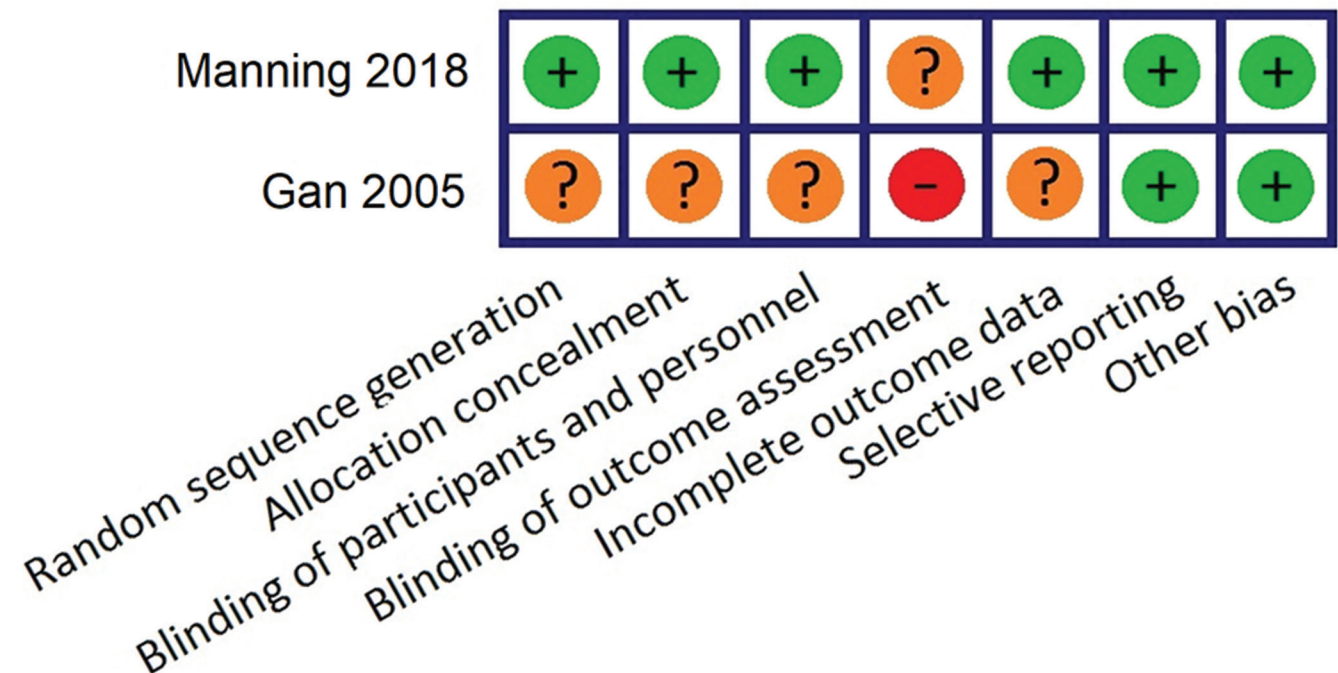 Manning 2018 + + + ? + + +
Gan 2005 ? ? ? - ? + +
Random sequence generation
Allocation concealment
Blinding of participants and personnel
Blinding of outcome assessment
Incomplete outcome data
Selective reporting
Other bias